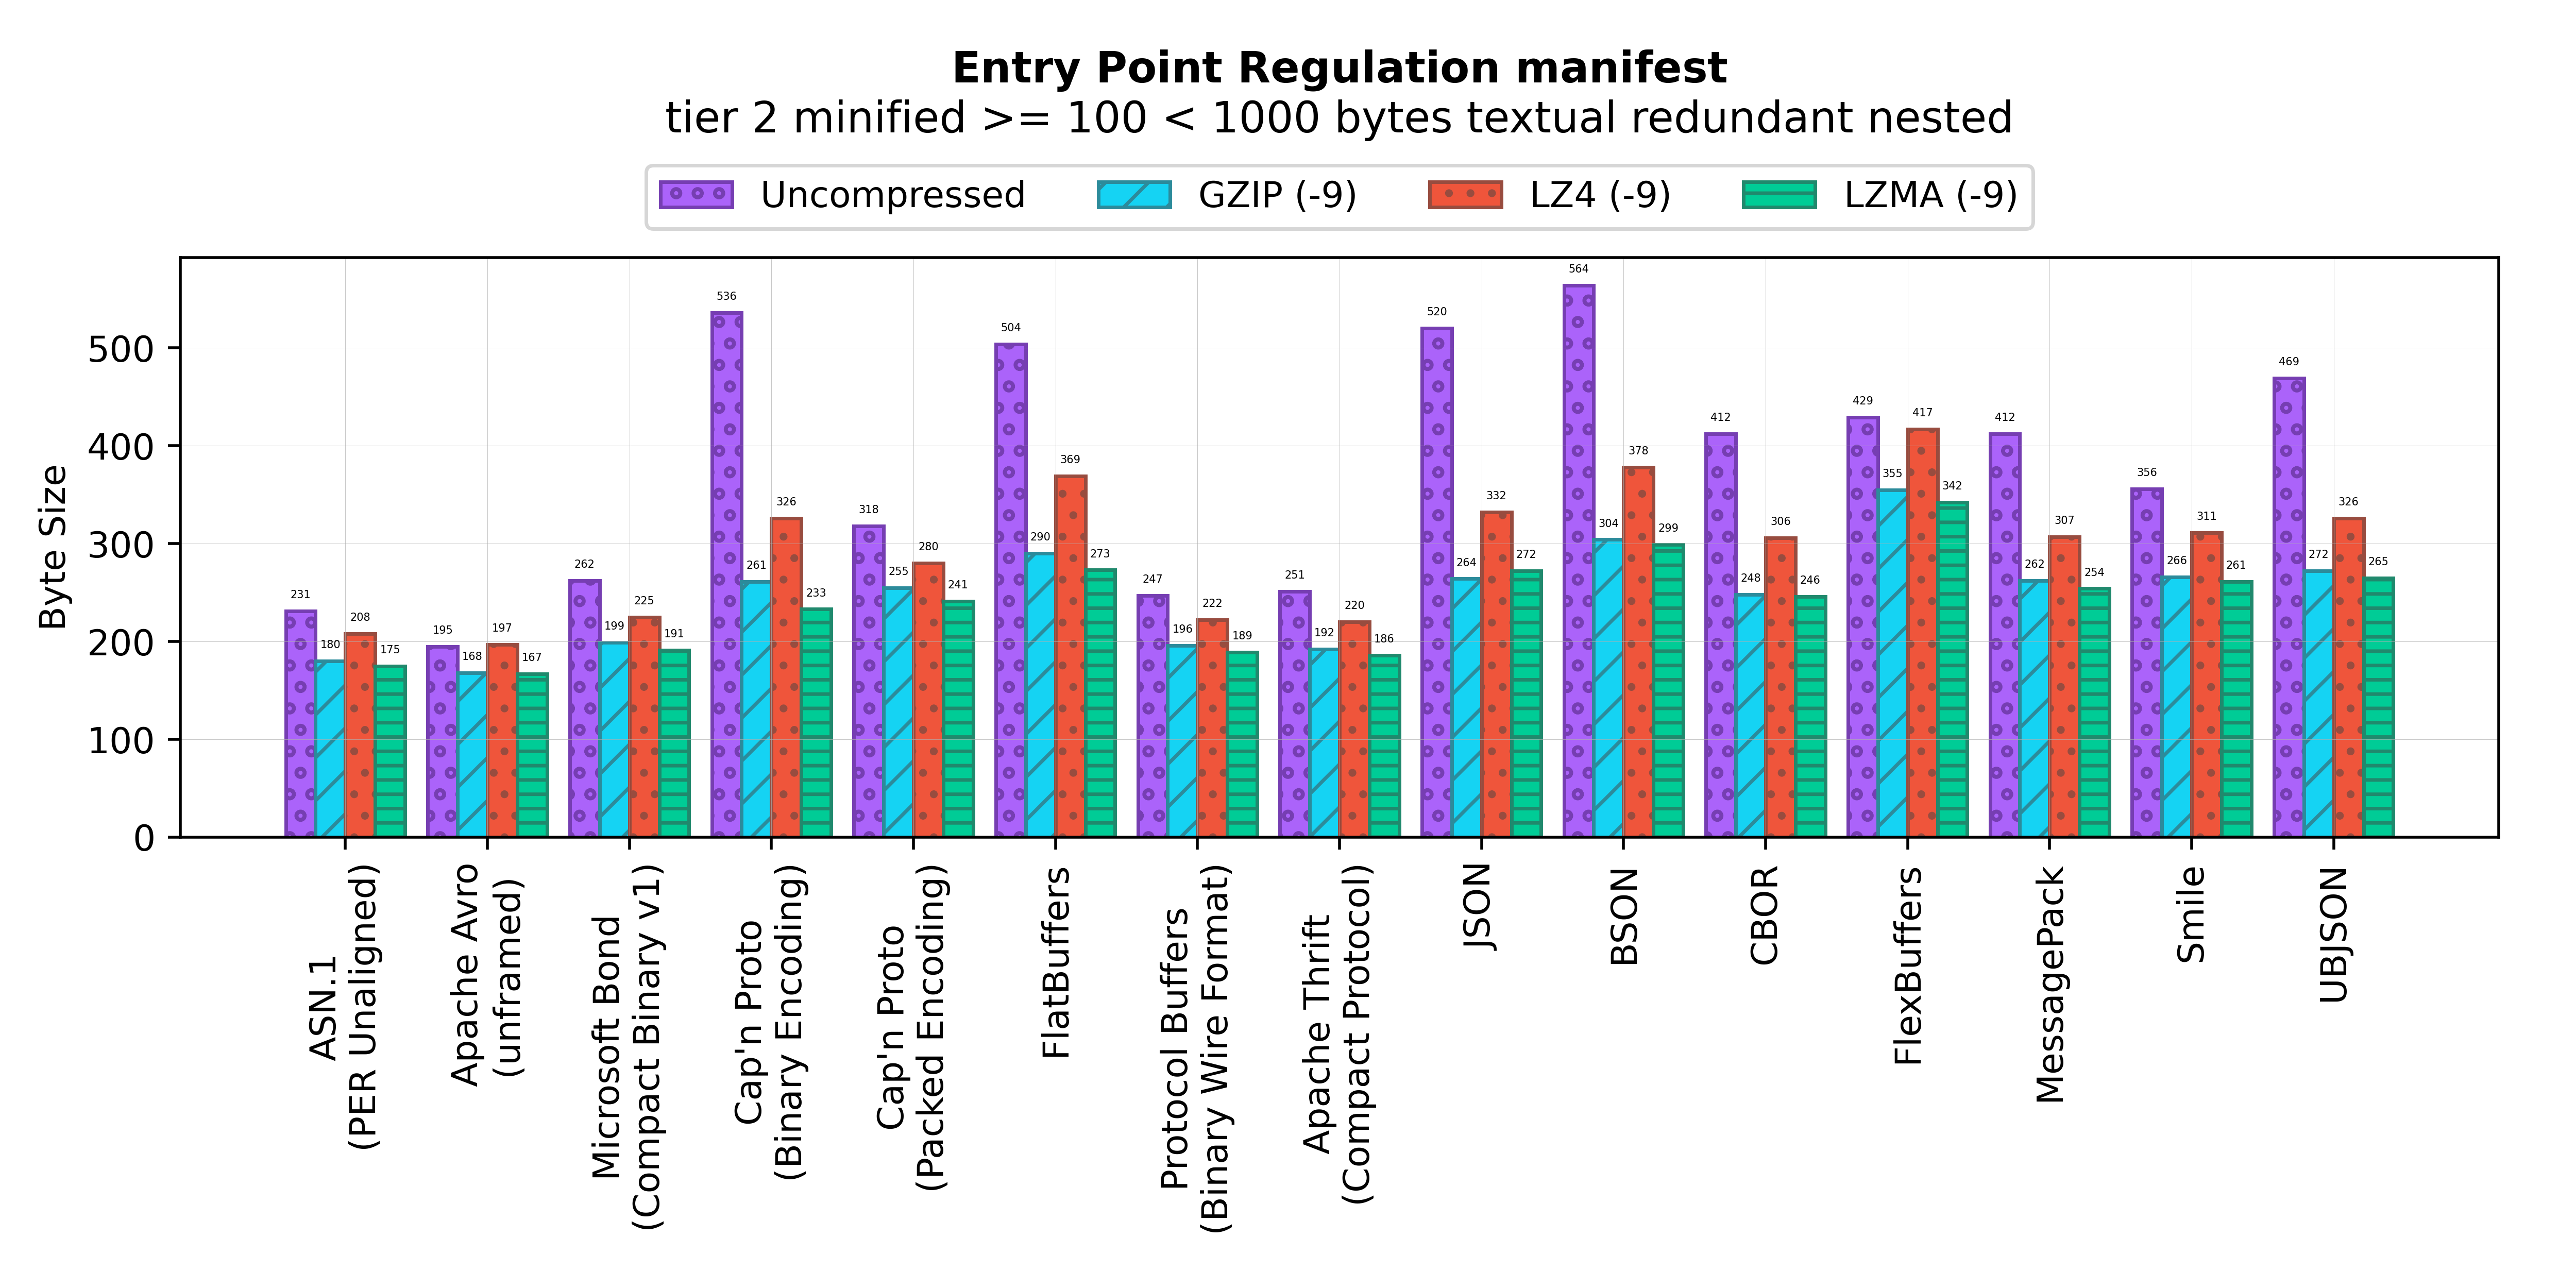 Entry Point Regulation manifest
tier 2 minified >= 100 < 1000 bytes textual redundant nested
Uncompressed
GZIP (-9)
LZ4 (-9)
LZMA (-9)
Byte Size
500
400
300
200
100
0
231
180
208
175
195
168
197
167
262
199
225
191
536
261
326
233
318
255
280
241
504
290
369
273
247
196
222
189
251
192
220
186
520
264
332
272
564
304
378
299
412
248
306
246
429
355
417
342
412
262
307
254
356
266
311
261
469
272
326
265
ASN.1
(PER Unaligned)
Apache Avro
(unframed)
Microsoft Bond
(Compact Binary v1)
Cap'n Proto
(Binary Encoding)
Cap'n Proto
(Packed Encoding)
FlatBuffers
Protocol Buffers
(Binary Wire Format)
Apache Thrift
(Compact Protocol)
JSON
BSON
CBOR
FlexBuffers
MessagePack
Smile
UBJSON